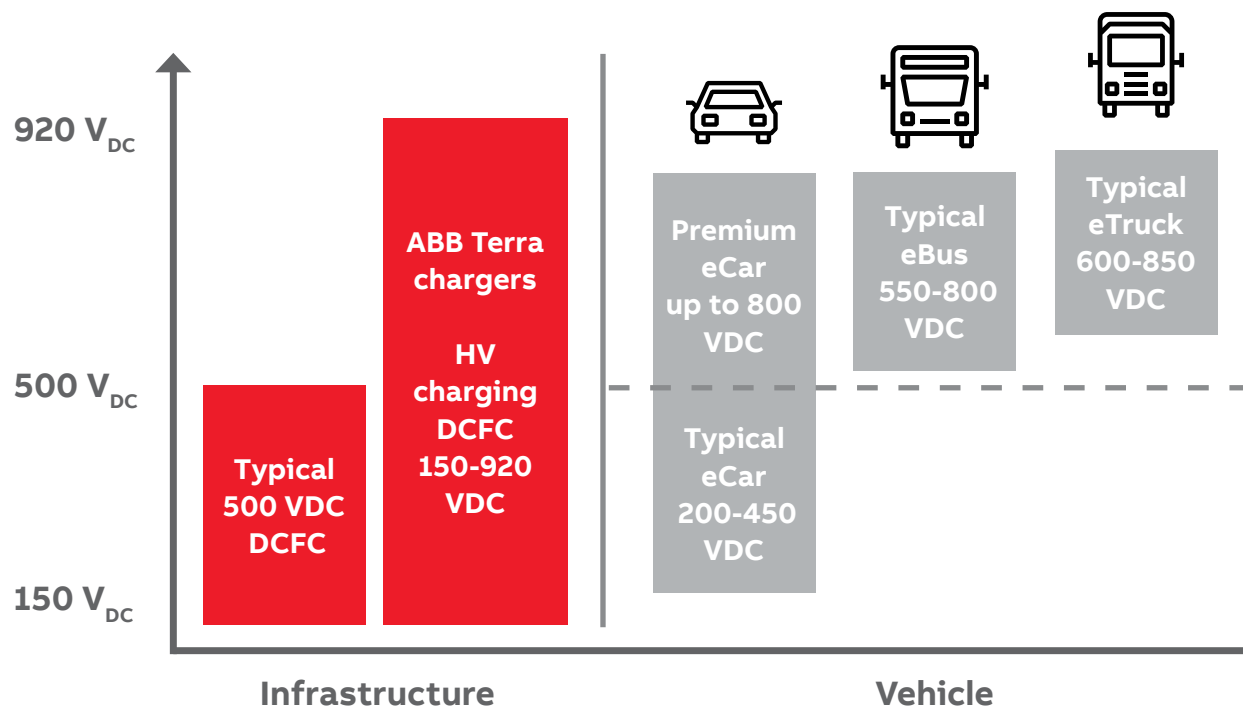 920 VDC
500 VDC
150 VDC
Typical
500 VDC
DCFC
ABB Terra
chargers
HV
charging
DCFC
150-920
VDC
Premium
eCar
up to 800
VDC
Typical
eCar
200-450
VDC
Typical
eBus
550-800
VDC
Typical
eTruck
600-850
VDC
Infrastructure
Vehicle